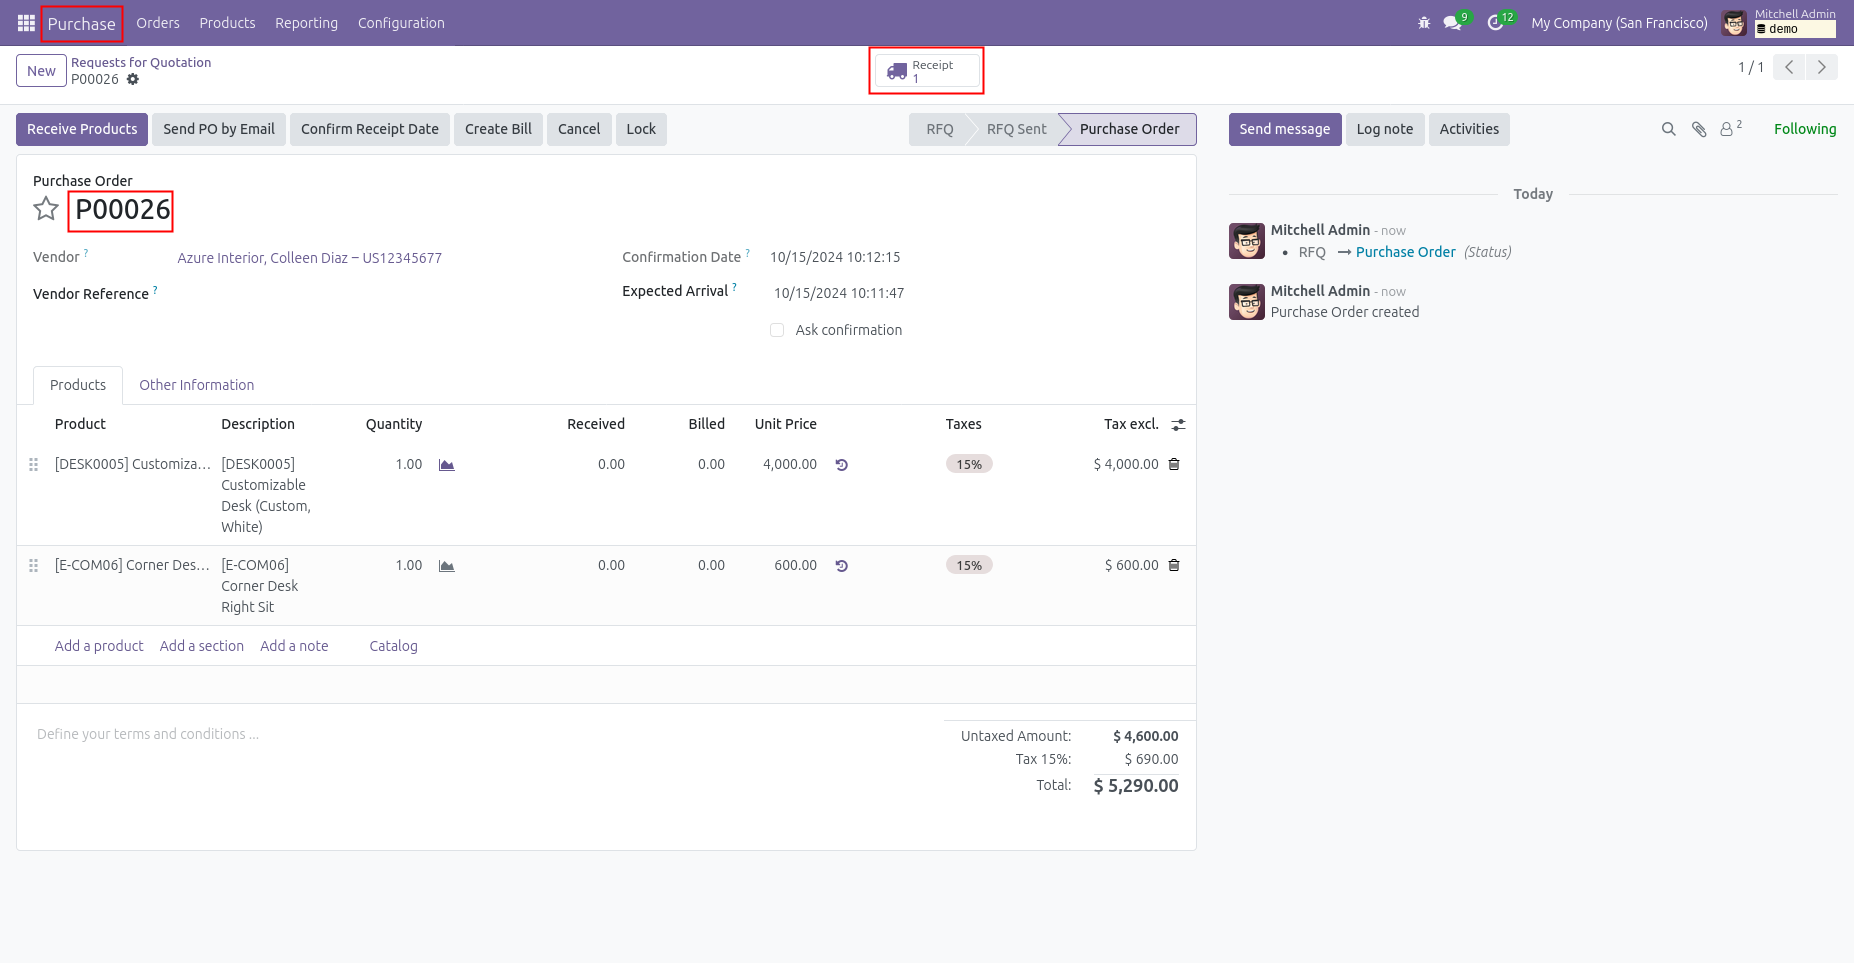 Purchase Orders Products Reporting Configuration 9 12 My Company (San Francisco) Mitchell Admin
demo
New Requests for Quotation
P00026
Receipt
1
1 / 1
Receive Products Send PO by Email Confirm Receipt Date Create Bill Cancel Lock RFQ RFQ Sent Purchase Order
Send message Log note Activities 2 Following
Purchase Order
P00026
Vendor ? Azure Interior, Colleen Diaz – US12345677
Confirmation Date ? 10/15/2024 10:12:15
Vendor Reference ?
Expected Arrival ? 10/15/2024 10:11:47
Ask confirmation
Today
Mitchell Admin - now
• RFQ → Purchase Order (Status)
Mitchell Admin - now
Purchase Order created
Products Other Information
Product Description Quantity Received Billed Unit Price Taxes Tax excl.
[DESK0005] Customiza... [DESK0005] 1.00 0.00 0.00 4,000.00 15% $ 4,000.00
Customizable
Desk (Custom,
White)
[E-COM06] Corner Des... [E-COM06] 1.00 0.00 0.00 600.00 15% $ 600.00
Corner Desk
Right Sit
Add a product Add a section Add a note Catalog
Define your terms and conditions ...
Untaxed Amount: $ 4,600.00
Tax 15%: $ 690.00
Total: $ 5,290.00